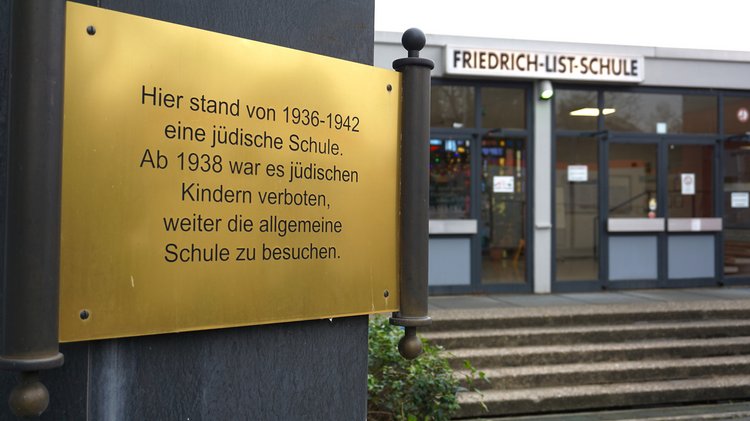 Hier stand von 1936-1942
eine jüdische Schule.
Ab 1938 war es jüdischen
Kindern verboten,
weiter die allgemeine
Schule zu besuchen.
FRIEDRICH-LIST-SCHULE